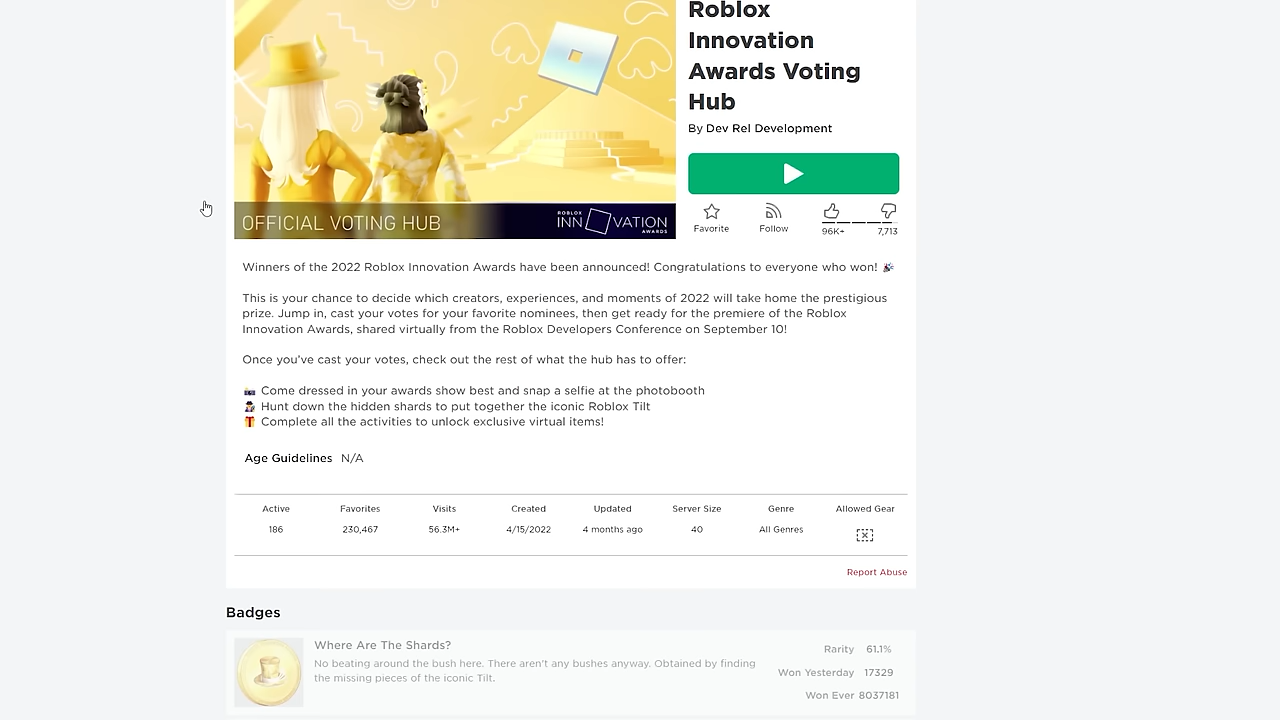 Roblox
Innovation
Awards Voting
Hub
By Dev Rel Development
OFFICIAL VOTING HUB
ROBLOX
INNOVATION
AWARDS
Favorite
Follow
96K+
7,713
Winners of the 2022 Roblox Innovation Awards have been announced! Congratulations to everyone who won! 🎉
This is your chance to decide which creators, experiences, and moments of 2022 will take home the prestigious
prize. Jump in, cast your votes for your favorite nominees, then get ready for the premiere of the Roblox
Innovation Awards, shared virtually from the Roblox Developers Conference on September 10!
Once you've cast your votes, check out the rest of what the hub has to offer:
📸 Come dressed in your awards show best and snap a selfie at the photobooth
🕵️ Hunt down the hidden shards to put together the iconic Roblox Tilt
🎁 Complete all the activities to unlock exclusive virtual items!
Age Guidelines N/A
Active Favorites Visits Created Updated Server Size Genre Allowed Gear
186 230,467 56.3M+ 4/15/2022 4 months ago 40 All Genres
Report Abuse
Badges
Where Are The Shards?
No beating around the bush here. There aren't any bushes anyway. Obtained by finding
the missing pieces of the iconic Tilt.
Rarity 61.1%
Won Yesterday 17329
Won Ever 8037181